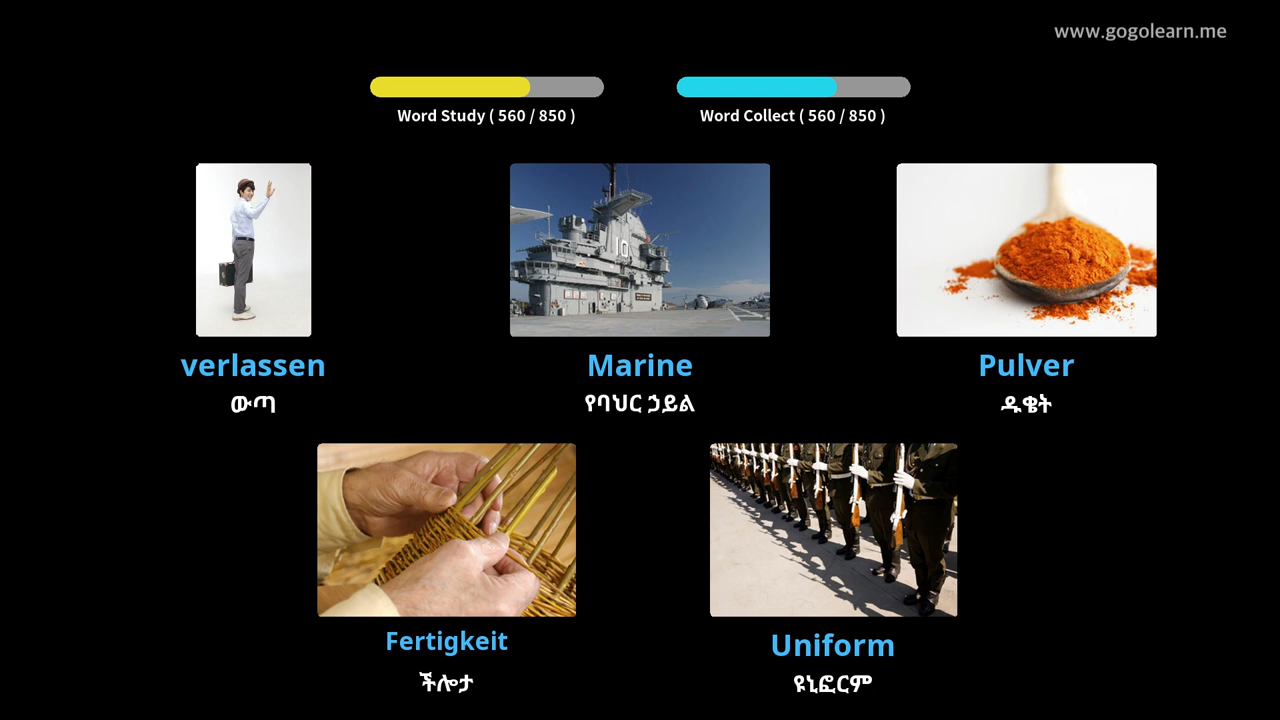 www.gogolearn.me
Word Study ( 560 / 850 )
Word Collect ( 560 / 850 )
verlassen
ውጣ
Marine
የባህር ኃይል
Pulver
ዱቄት
Fertigkeit
ችሎታ
Uniform
ዩኒፎርም